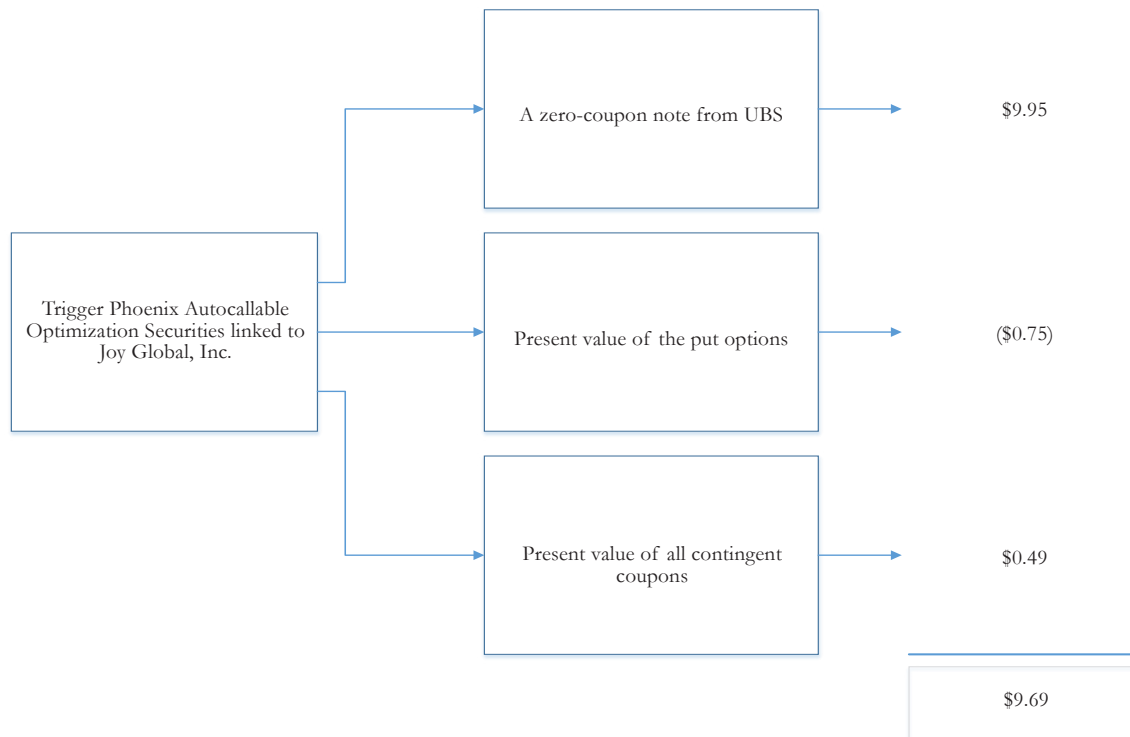 A zero-coupon note from UBS
$9.95
Trigger Phoenix Autocallable
Optimization Securities linked to
Joy Global, Inc.
Present value of the put options
($0.75)
Present value of all contingent
coupons
$0.49
$9.69